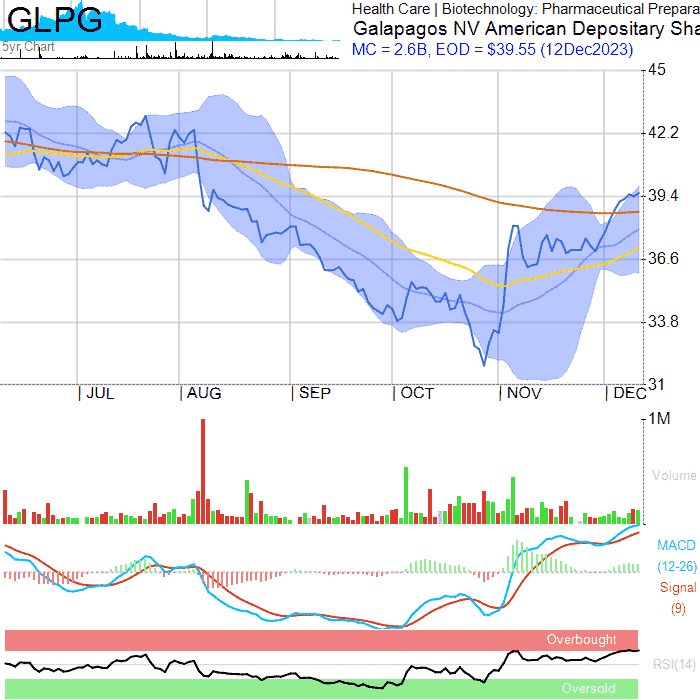 GLPG
5yr. Chart
Health Care | Biotechnology: Pharmaceutical Prepara
Galapagos NV American Depositary Sha
MC = 2.6B, EOD = $39.55 (12Dec2023)
45
42.2
39.4
36.6
33.8
31
| JUL
| AUG
| SEP
| OCT
| NOV
| DEC
1M
Volume
MACD
(12-26)
Signal
(9)
Overbought
RSI(14)
Oversold